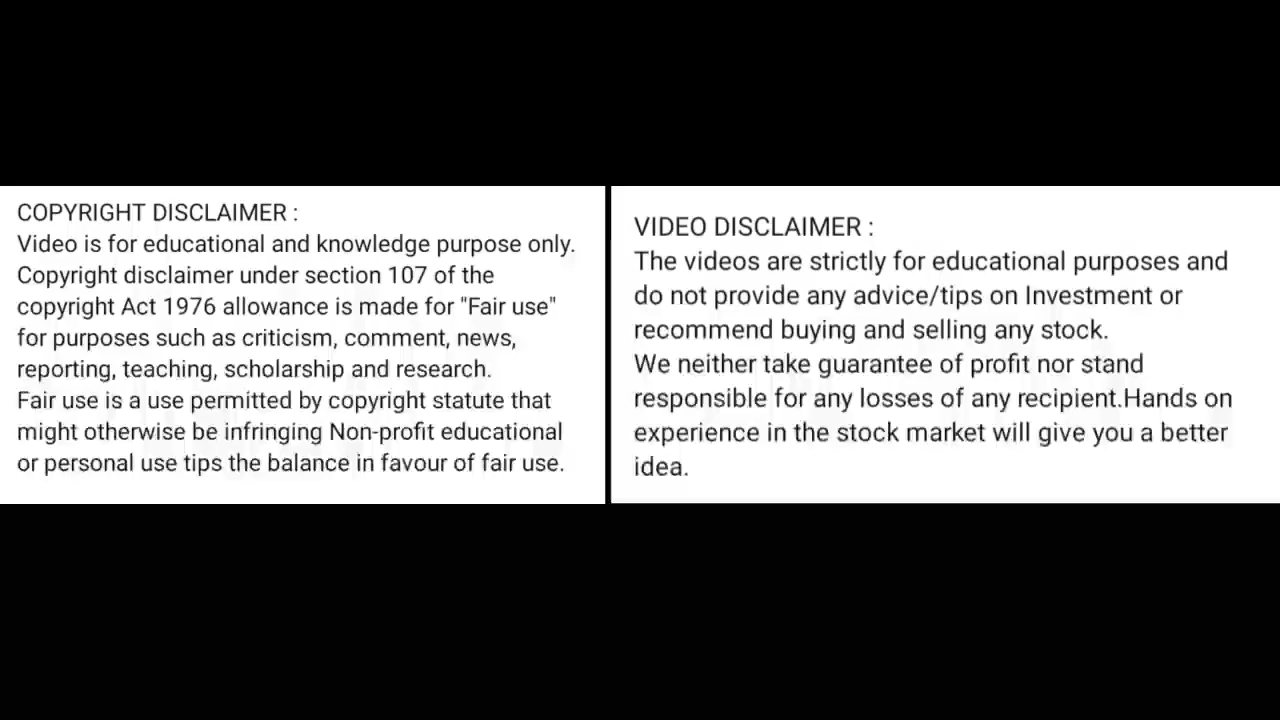 COPYRIGHT DISCLAIMER :
Video is for educational and knowledge purpose only.
Copyright disclaimer under section 107 of the
copyright Act 1976 allowance is made for "Fair use"
for purposes such as criticism, comment, news,
reporting, teaching, scholarship and research.
Fair use is a use permitted by copyright statute that
might otherwise be infringing Non-profit educational
or personal use tips the balance in favour of fair use.
VIDEO DISCLAIMER :
The videos are strictly for educational purposes and
do not provide any advice/tips on Investment or
recommend buying and selling any stock.
We neither take guarantee of profit nor stand
responsible for any losses of any recipient.Hands on
experience in the stock market will give you a better
idea.